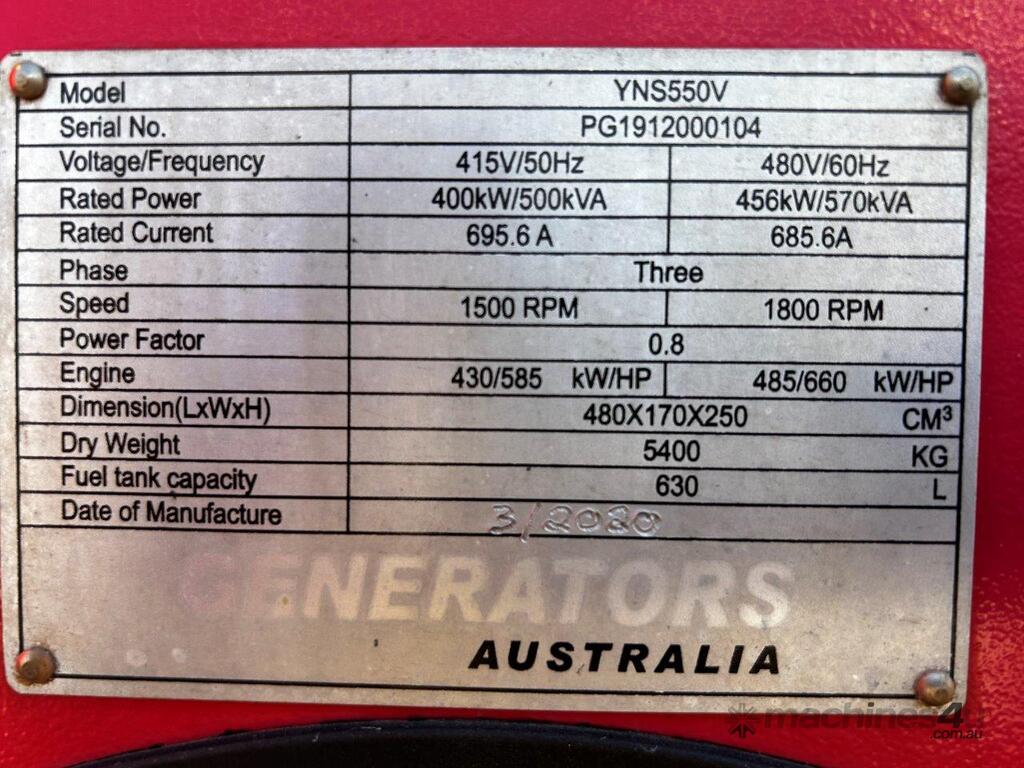 Model YNS550V
Serial No. PG1912000104
Voltage/Frequency 415V/50Hz 480V/60Hz
Rated Power 400kW/500kVA 456kW/570kVA
Rated Current 695.6 A 685.6A
Phase Three
Speed 1500 RPM 1800 RPM
Power Factor 0.8
Engine 430/585 kW/HP 485/660 kW/HP
Dimension(LxWxH) 480X170X250 CM³
Dry Weight 5400 KG
Fuel tank capacity 630 L
Date of Manufacture 3/2020
GENERATORS
AUSTRALIA
machines4u
.com.au